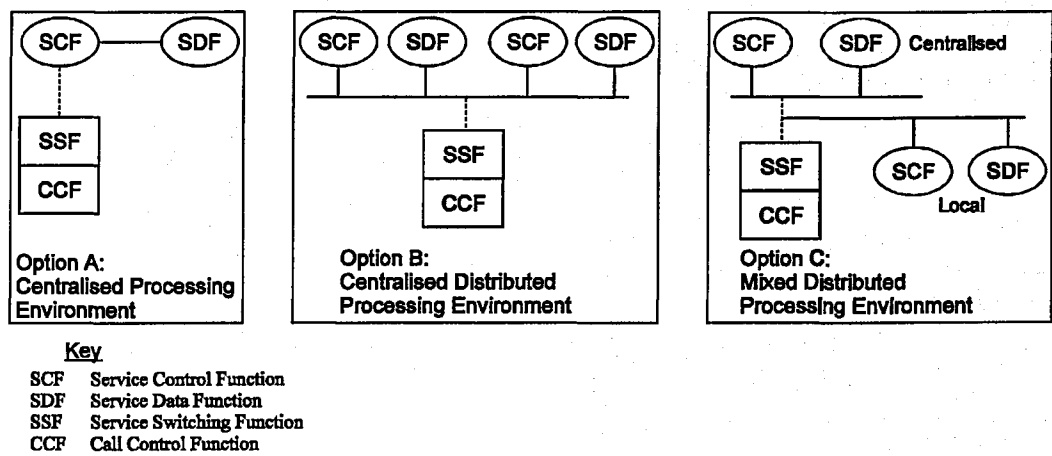 SCF SDF
SSF
CCF
Option A:
Centralised Processing
Environment
SCF SDF SCF SDF
SSF
CCF
Option B:
Centralised Distributed
Processing Environment
SCF SDF Centralised
SSF
CCF
SCF SDF
Local
Option C:
Mixed Distributed
Processing Environment
Key
SCF Service Control Function
SDF Service Data Function
SSF Service Switching Function
CCF Call Control Function